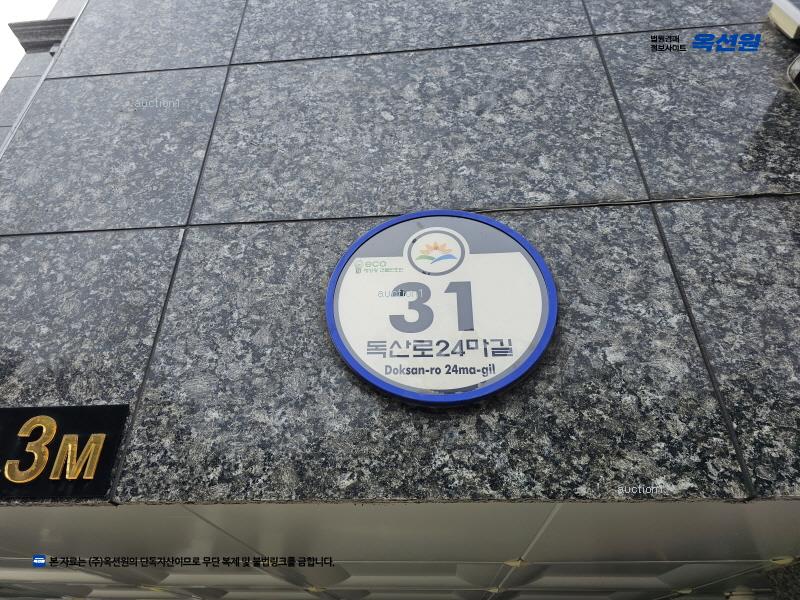 법원경매
정보사이트 옥션원
auction1
eco
auction1
31
독산로24마길
Doksan-ro 24ma-gil
3M
auction1
본 자료는 (주)옥션원의 단독자산이므로 무단 복제 및 불법링크를 금합니다.